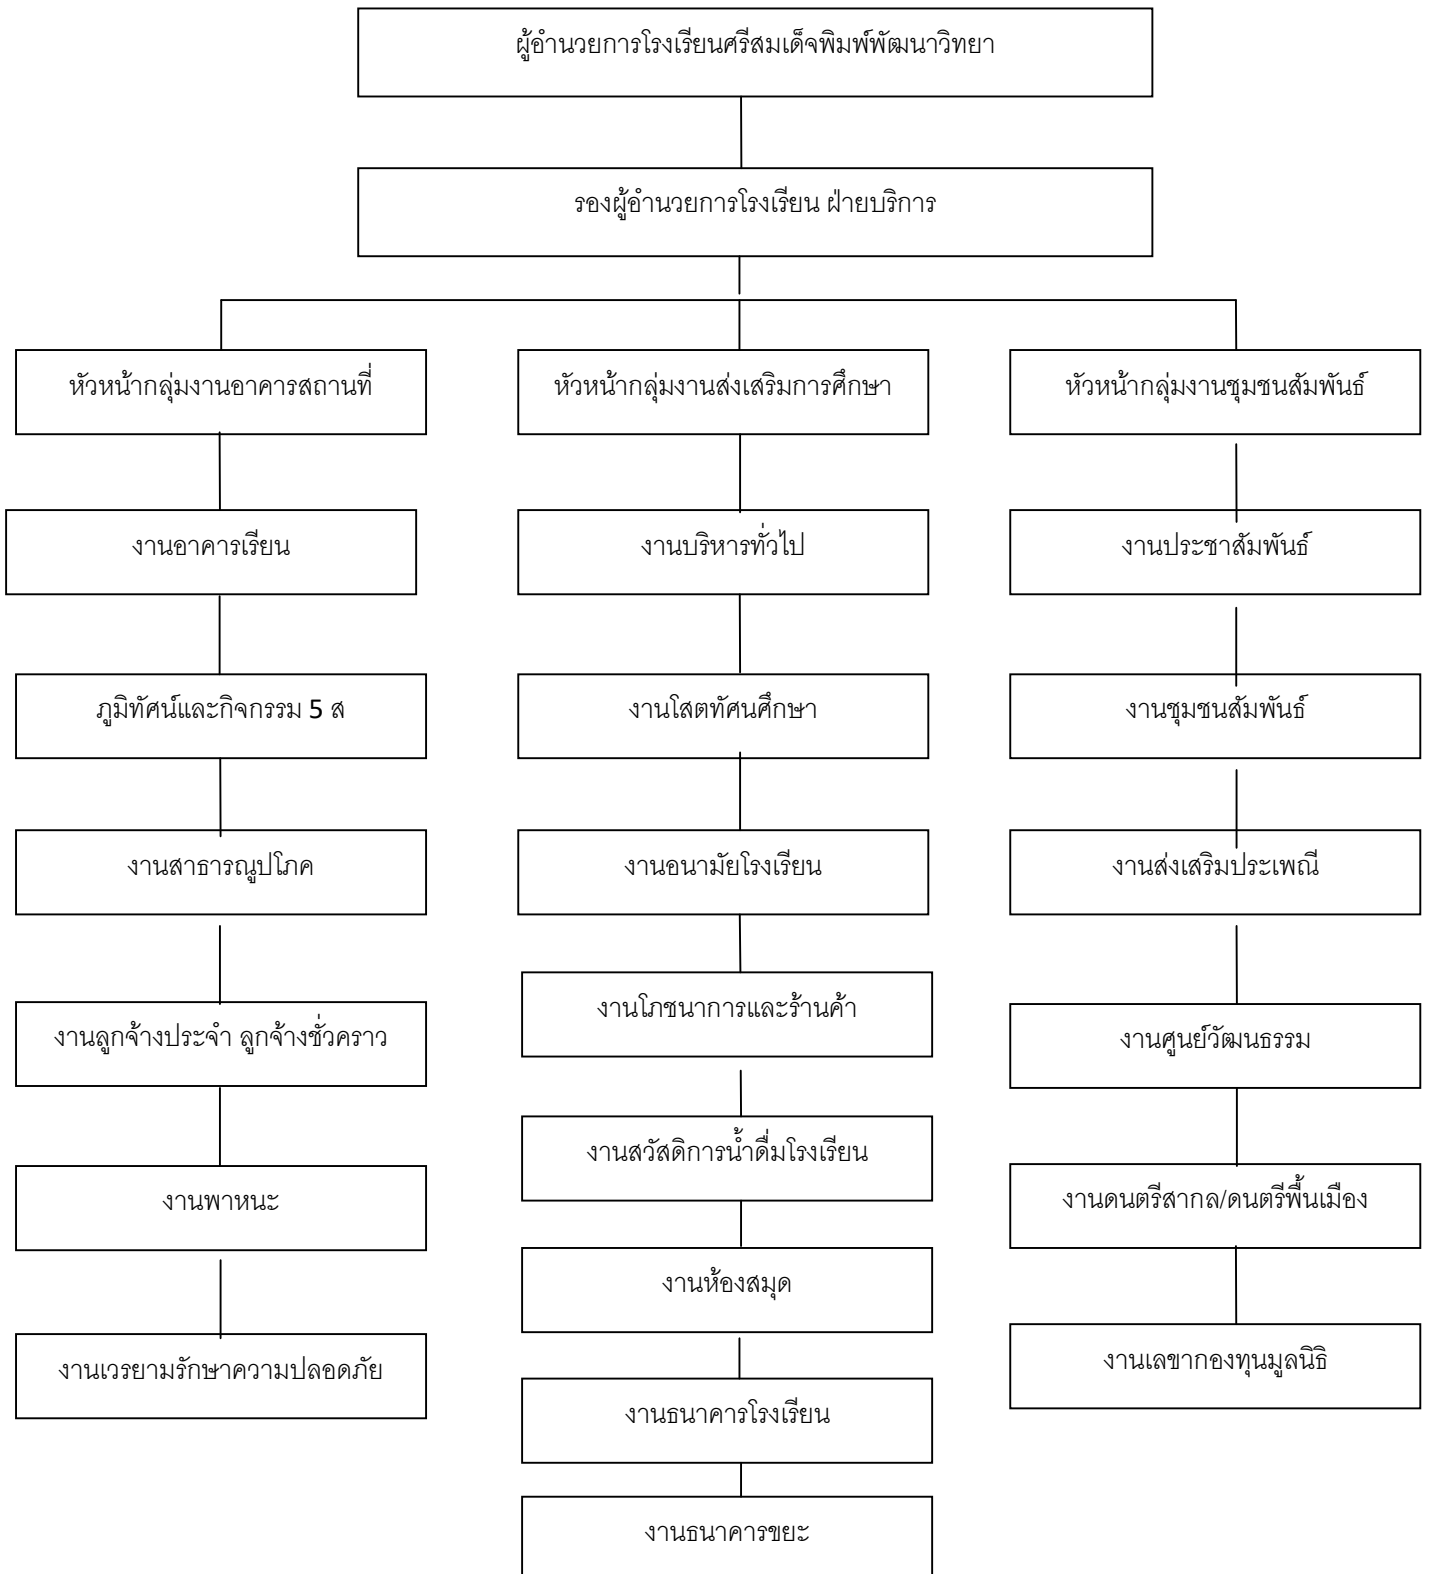 ผู้อำนวยการโรงเรียนศรีสมเด็จพิมพ์พัฒนาวิทยา
รองผู้อำนวยการโรงเรียน ฝ่ายบริการ
หัวหน้ากลุ่มงานอาคารสถานที่
งานอาคารเรียน
ภูมิทัศน์และกิจกรรม 5 ส
งานสาธารณูปโภค
งานลูกจ้างประจำ ลูกจ้างชั่วคราว
งานพาหนะ
งานเวรยามรักษาความปลอดภัย
หัวหน้ากลุ่มงานส่งเสริมการศึกษา
งานบริหารทั่วไป
งานโสตทัศนศึกษา
งานอนามัยโรงเรียน
งานโภชนาการและร้านค้า
งานสวัสดิการน้ำดื่มโรงเรียน
งานห้องสมุด
งานธนาคารโรงเรียน
งานธนาคารขยะ
หัวหน้ากลุ่มงานชุมชนสัมพันธ์
งานประชาสัมพันธ์
งานชุมชนสัมพันธ์
งานส่งเสริมประเพณี
งานศูนย์วัฒนธรรม
งานดนตรีสากล/ดนตรีพื้นเมือง
งานเลขากองทุนมูลนิธิ